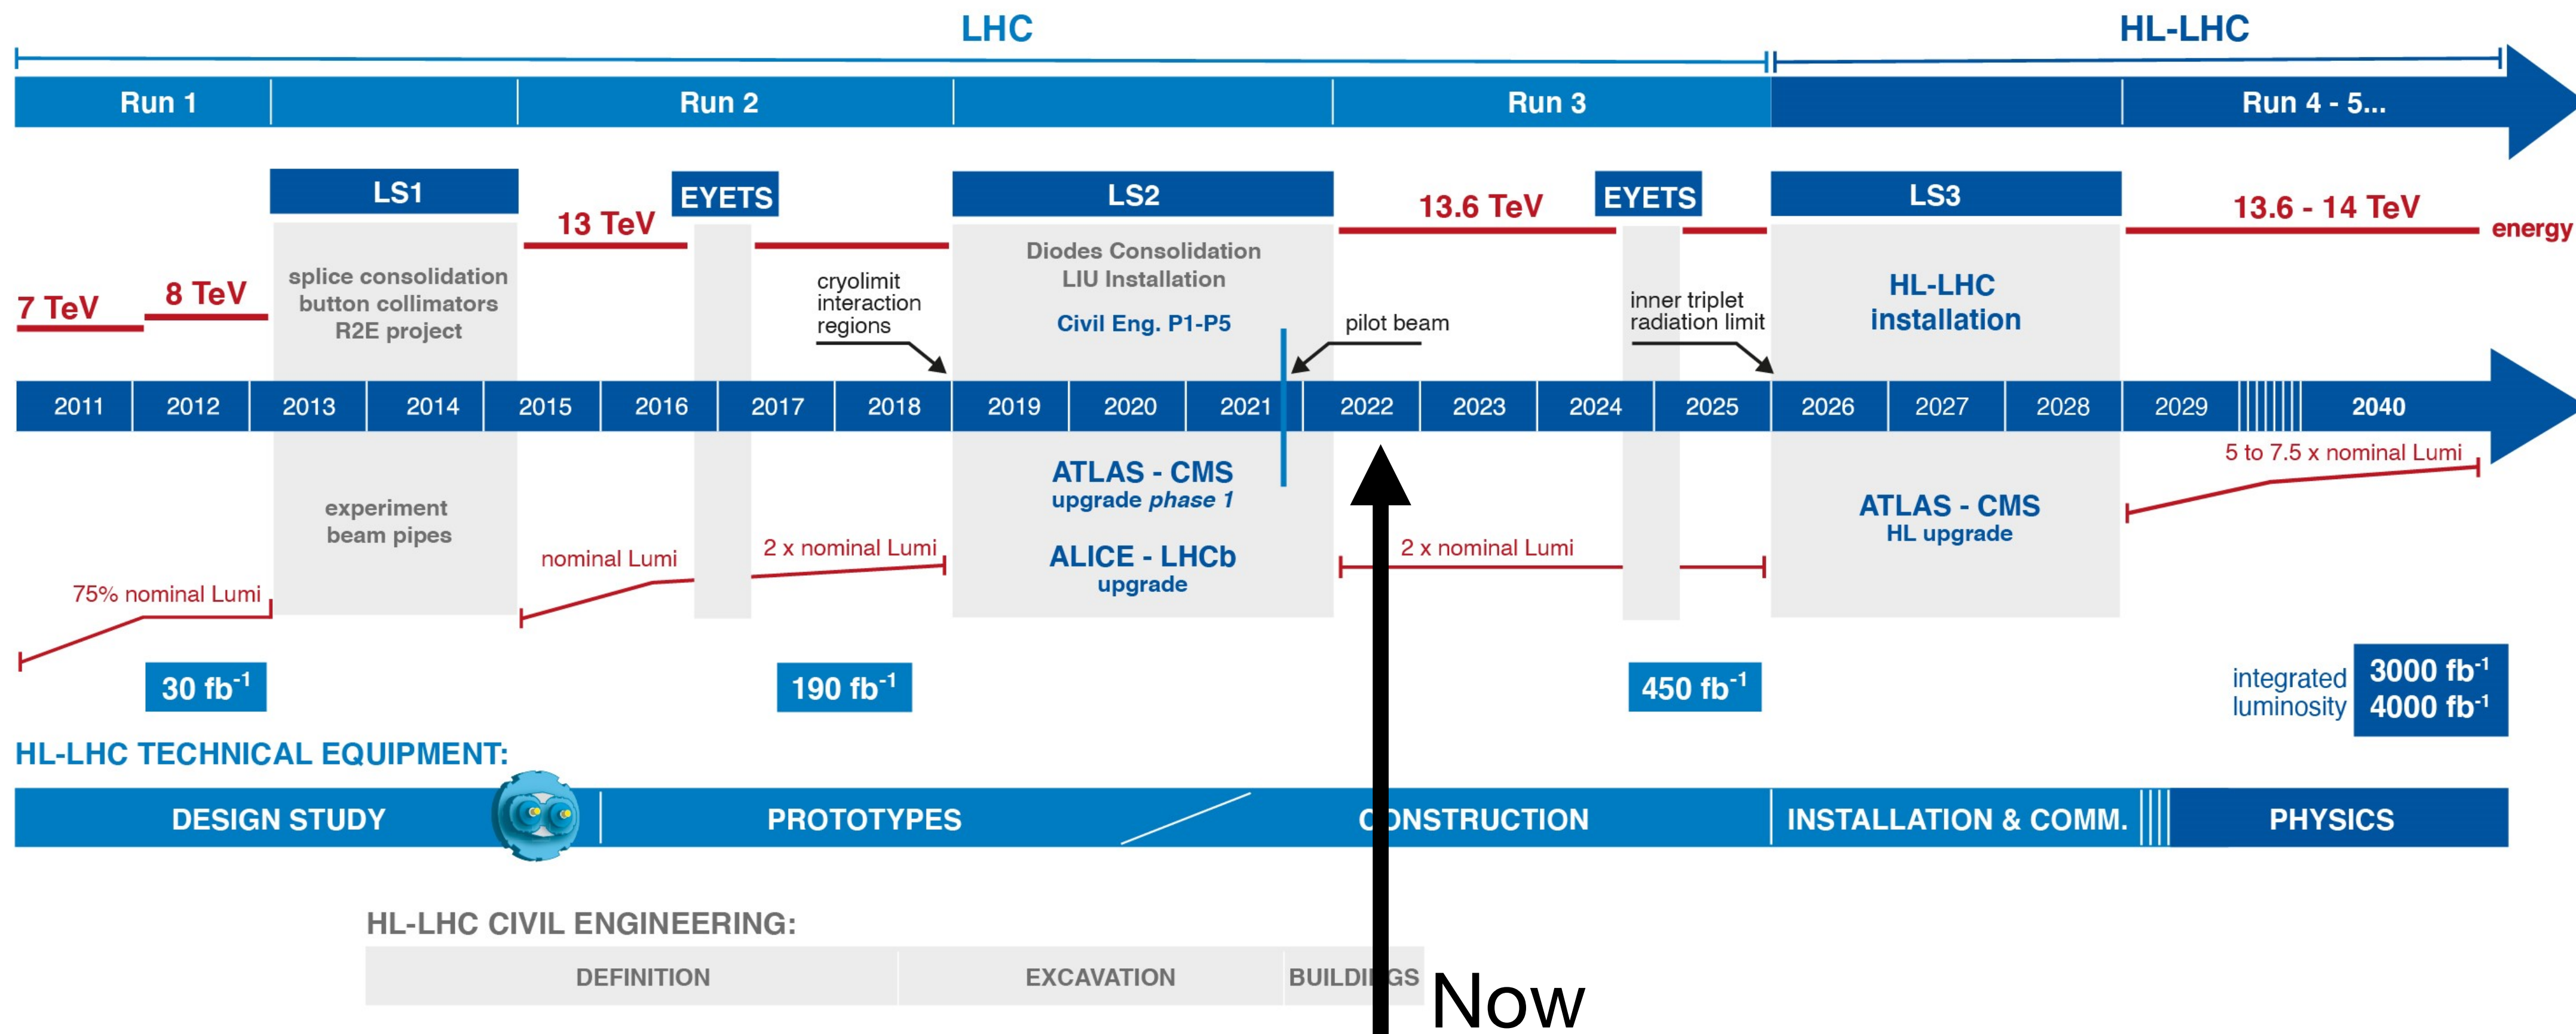 LHC
HL-LHC
Run 1
Run 2
Run 3
Run 4 - 5...
LS1
EYETS
LS2
EYETS
LS3
13 TeV
13.6 TeV
13.6 - 14 TeV
energy
7 TeV
8 TeV
splice consolidation
button collimators
R2E project
cryolimit
interaction
regions
Diodes Consolidation
LIU Installation
Civil Eng. P1-P5
pilot beam
inner triplet
radiation limit
HL-LHC
installation
2011
2012
2013
2014
2015
2016
2017
2018
2019
2020
2021
2022
2023
2024
2025
2026
2027
2028
2029
2040
experiment
beam pipes
ATLAS - CMS
upgrade phase 1
ALICE - LHCb
upgrade
ATLAS - CMS
HL upgrade
5 to 7.5 x nominal Lumi
75% nominal Lumi
nominal Lumi
2 x nominal Lumi
2 x nominal Lumi
30 fb⁻¹
190 fb⁻¹
450 fb⁻¹
integrated
luminosity
3000 fb⁻¹
4000 fb⁻¹
HL-LHC TECHNICAL EQUIPMENT:
DESIGN STUDY
PROTOTYPES
CONSTRUCTION
INSTALLATION & COMM.
PHYSICS
HL-LHC CIVIL ENGINEERING:
DEFINITION
EXCAVATION
BUILDINGS
Now